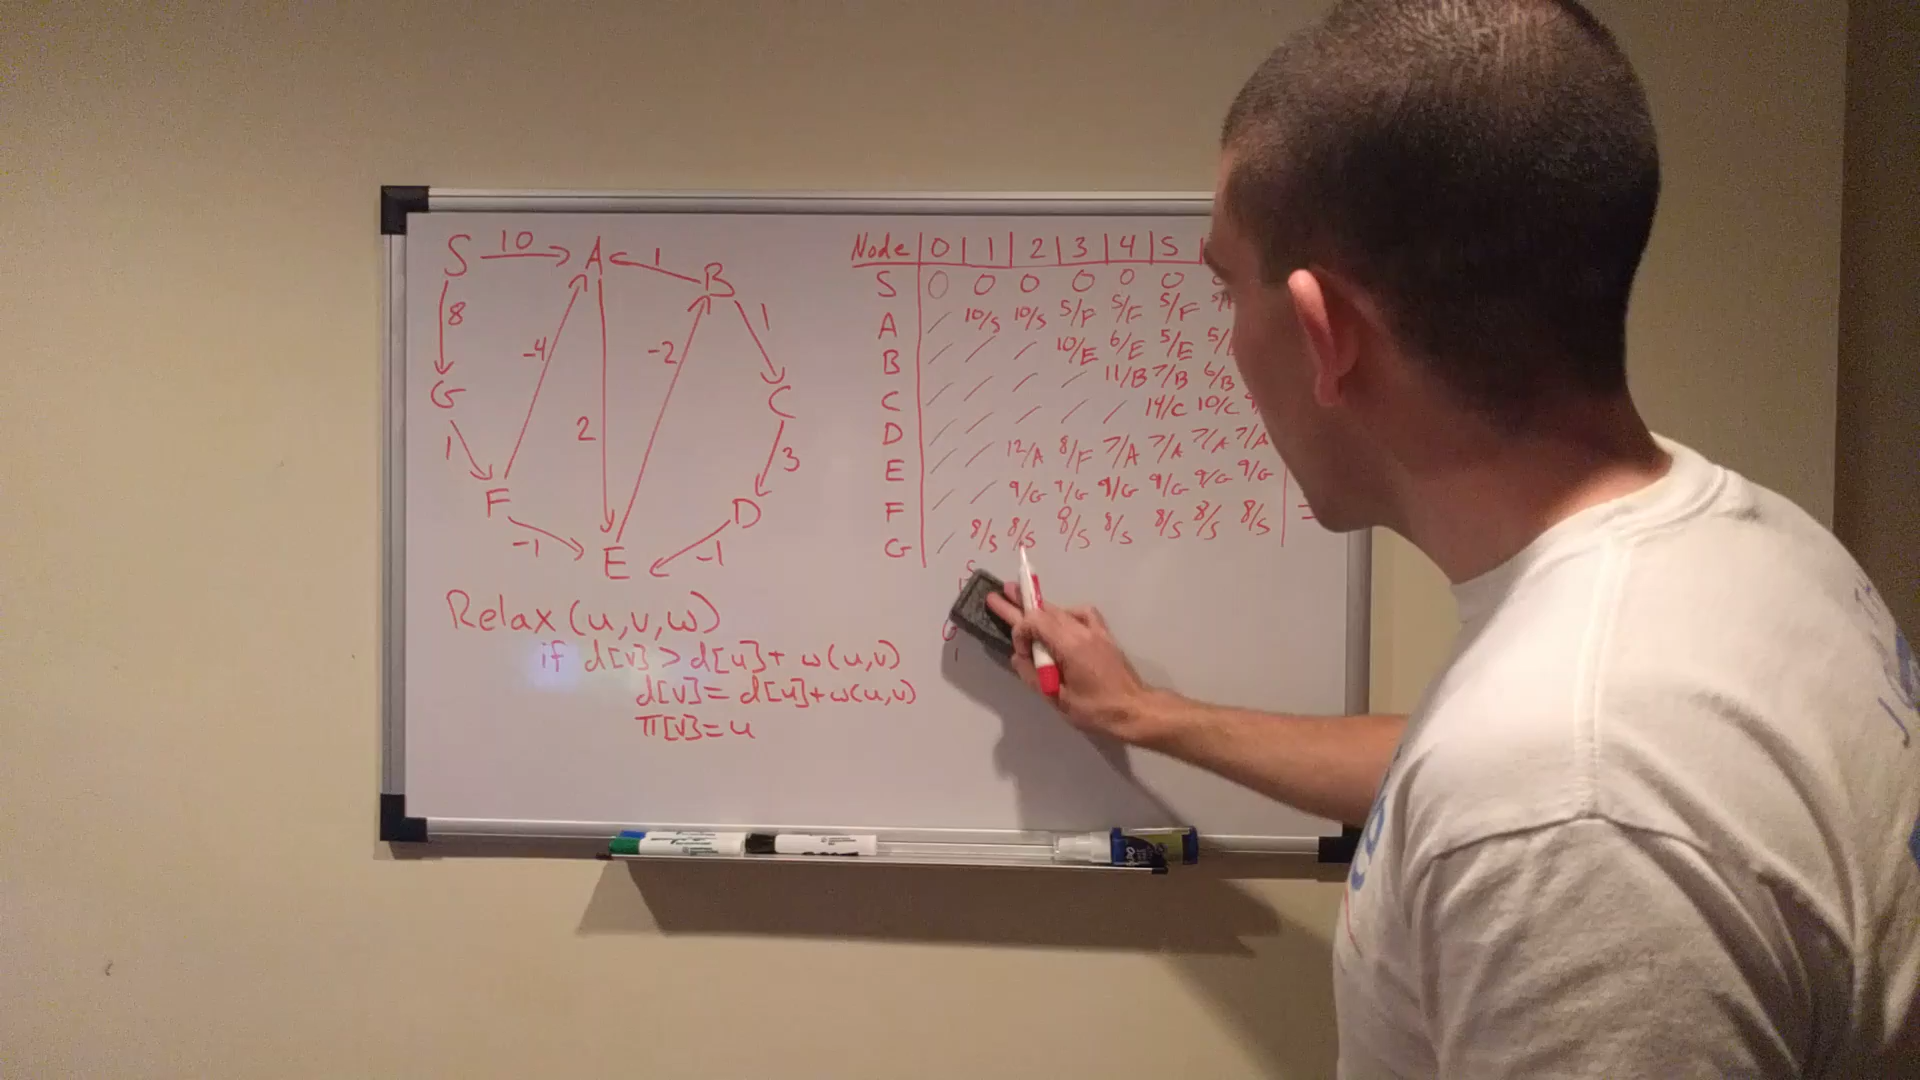 S 10 A 1 B
8 -4 2 -2 1
G C
1 3
F D
-1 E -1
Relax (u,v,w)
if d[v] > d[u] + w(u,v)
d[v] = d[u] + w(u,v)
π[v] = u
Node | 0 | 1 | 2 | 3 | 4 | 5
S 0 0 0 0 0 0
A / 10/S 10/S 5/F 5/F 5/F
B / / / 10/E 6/E 5/E
C / / / / 11/B 7/B 6/B
D / / / / / 14/C 10/C
E / / 12/A 8/F 7/A 7/A 7/A 7/A
F / / 9/G 9/G 9/G 9/G 9/G 9/G
G / 8/S 8/S 8/S 8/S 8/S 8/S 8/S
S